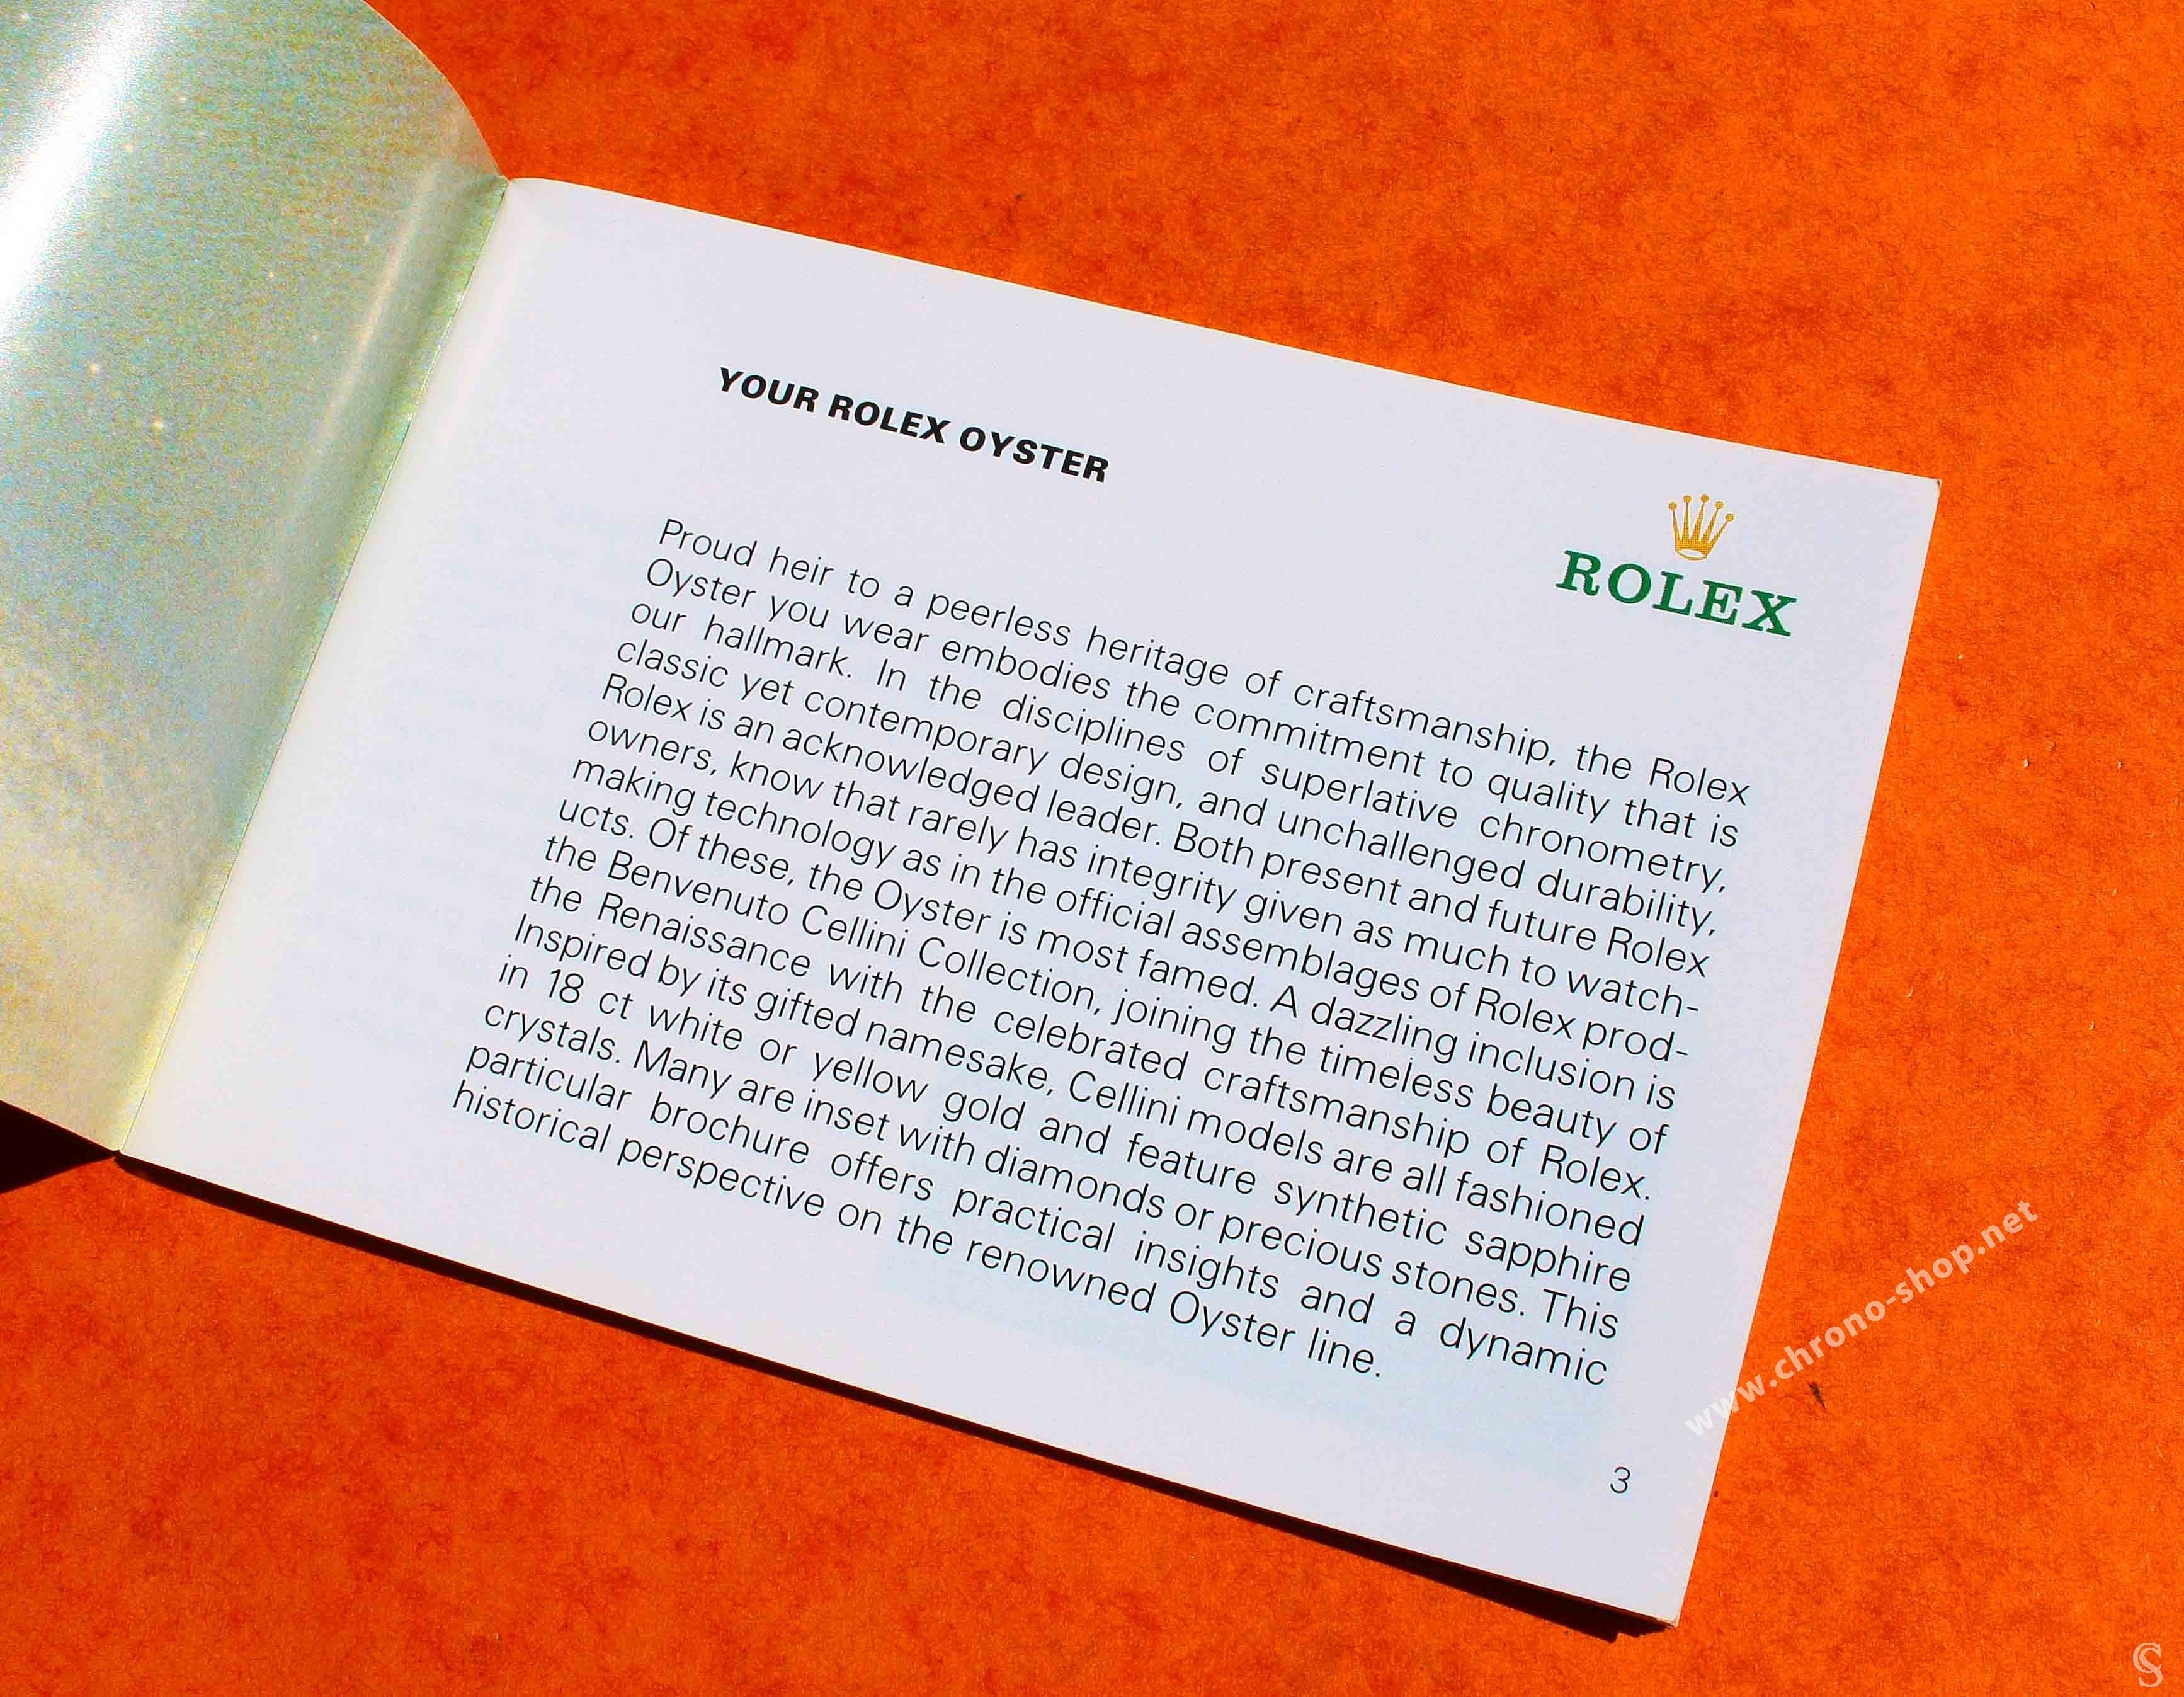 YOUR ROLEX OYSTER
ROLEX
Proud heir to a peerless heritage of craftsmanship, the Rolex
Oyster you wear embodies the commitment to quality that is
our hallmark. In the disciplines of superlative chronometry,
classic yet contemporary design, and unchallenged durability,
Rolex is an acknowledged leader. Both present and future Rolex
owners, know that rarely has integrity given as much to watch-
making technology as in the official assemblages of Rolex prod-
ucts. Of these, the Oyster is most famed. A dazzling inclusion is
the Benvenuto Cellini Collection, joining the timeless beauty of
the Renaissance with the celebrated craftsmanship of Rolex.
Inspired by its gifted namesake, Cellini models are all fashioned
in 18 ct white or yellow gold and feature synthetic sapphire
crystals. Many are inset with diamonds or precious stones. This
particular brochure offers practical insights and a dynamic
historical perspective on the renowned Oyster line.
3
www.chrono-shop.net